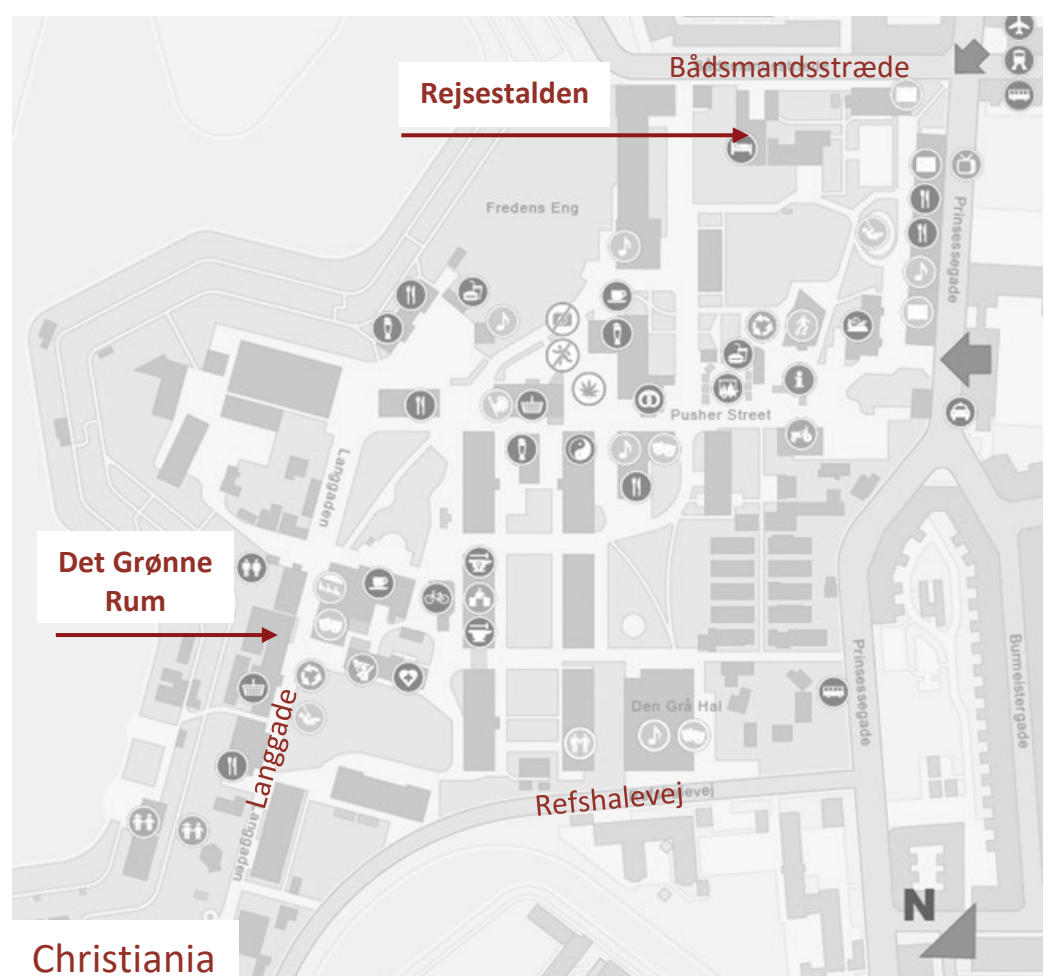 Bådsmandsstræde
Rejsestalden
Prinsessegade
Fredens Eng
Pusher Street
Langgaden
Det Grønne
Rum
Prinsessegade
Burmeistergade
Den Grå Hal
Langgade
Refshalevej
Langgaden
N
Christiania